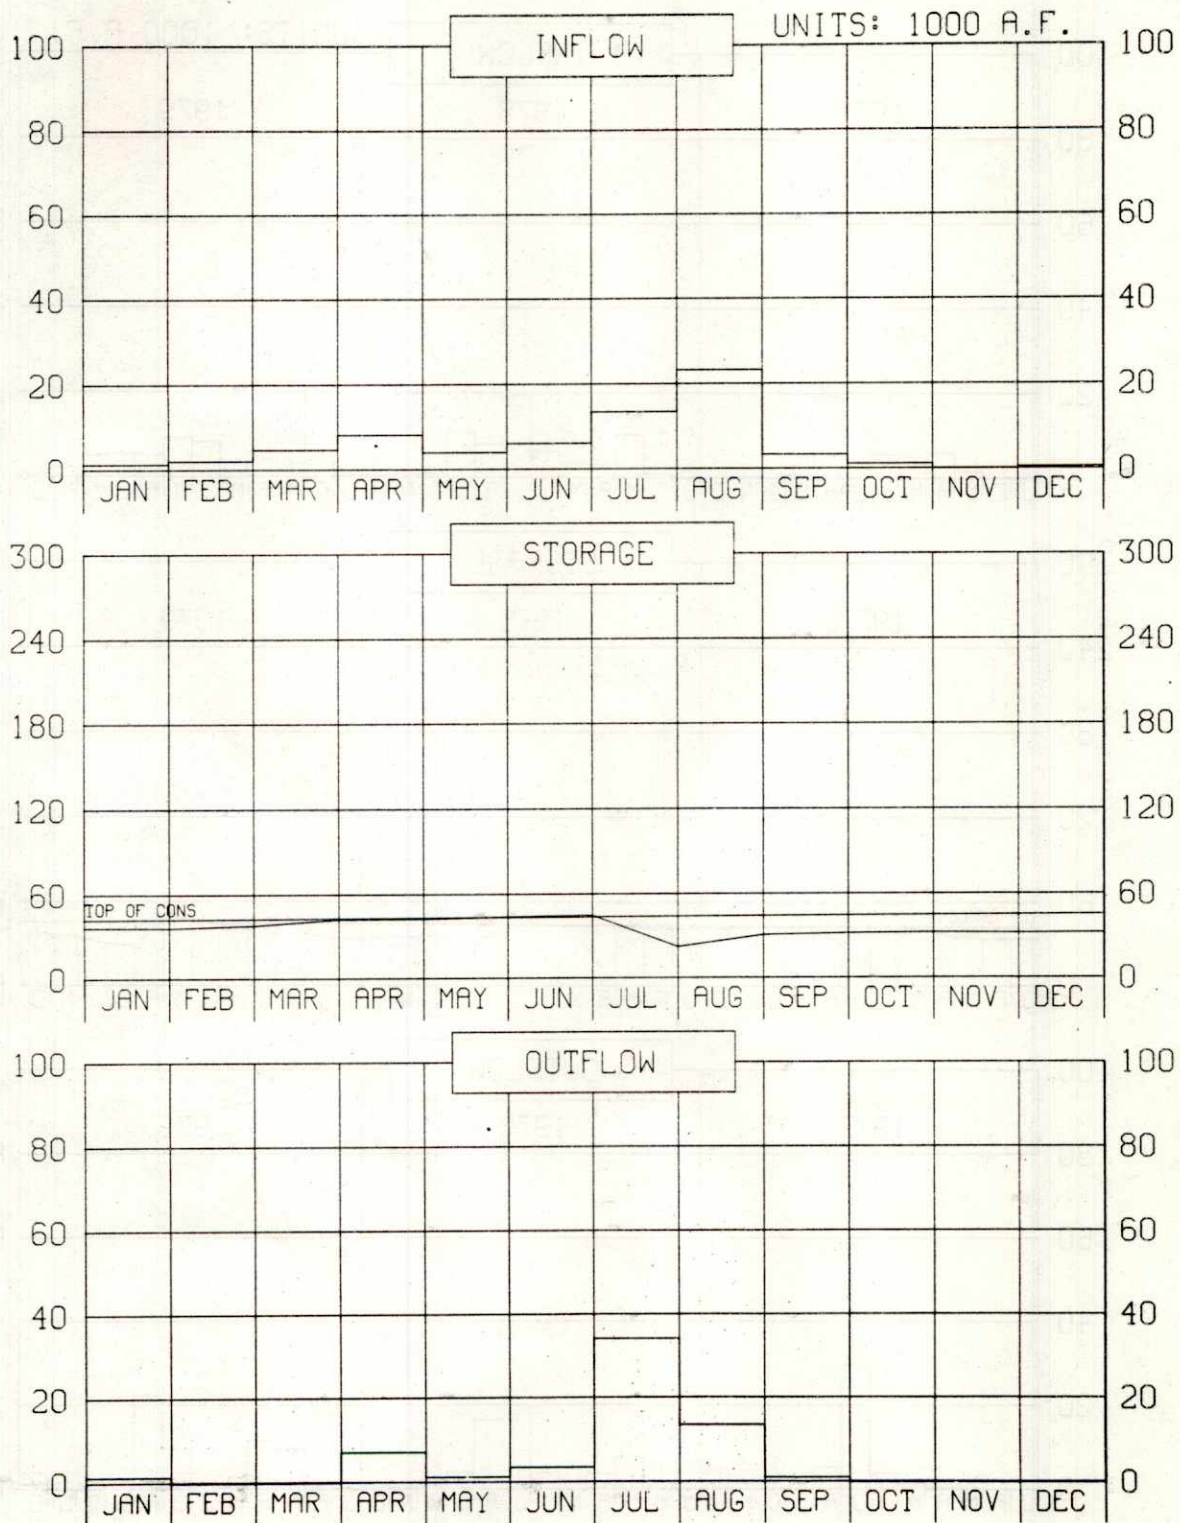 INFLOW
UNITS: 1000 A.F.
100 100
80 80
60 60
40 40
20 20
0 0
JAN FEB MAR APR MAY JUN JUL AUG SEP OCT NOV DEC
STORAGE
300 300
240 240
180 180
120 120
60 60
TOP OF CONS
0 0
JAN FEB MAR APR MAY JUN JUL AUG SEP OCT NOV DEC
OUTFLOW
100 100
80 80
60 60
40 40
20 20
0 0
JAN FEB MAR APR MAY JUN JUL AUG SEP OCT NOV DEC